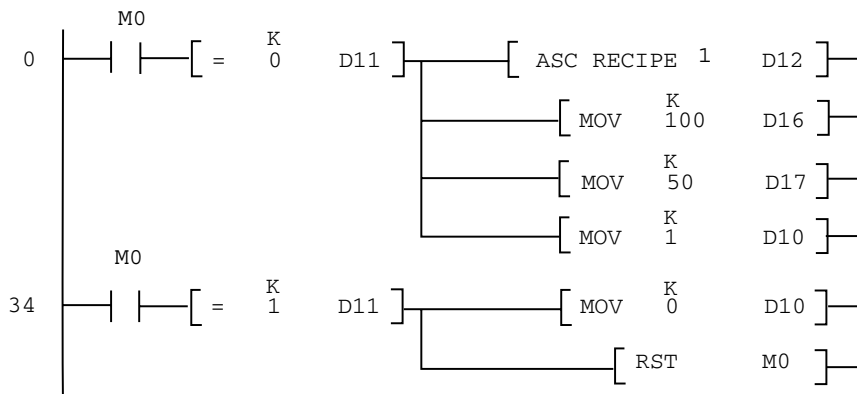 M0
K
0 = 0 D11 ASC RECIPE 1 D12
K
MOV 100 D16
K
MOV 50 D17
K
MOV 1 D10
M0
K K
34 = 1 D11 MOV 0 D10
RST M0